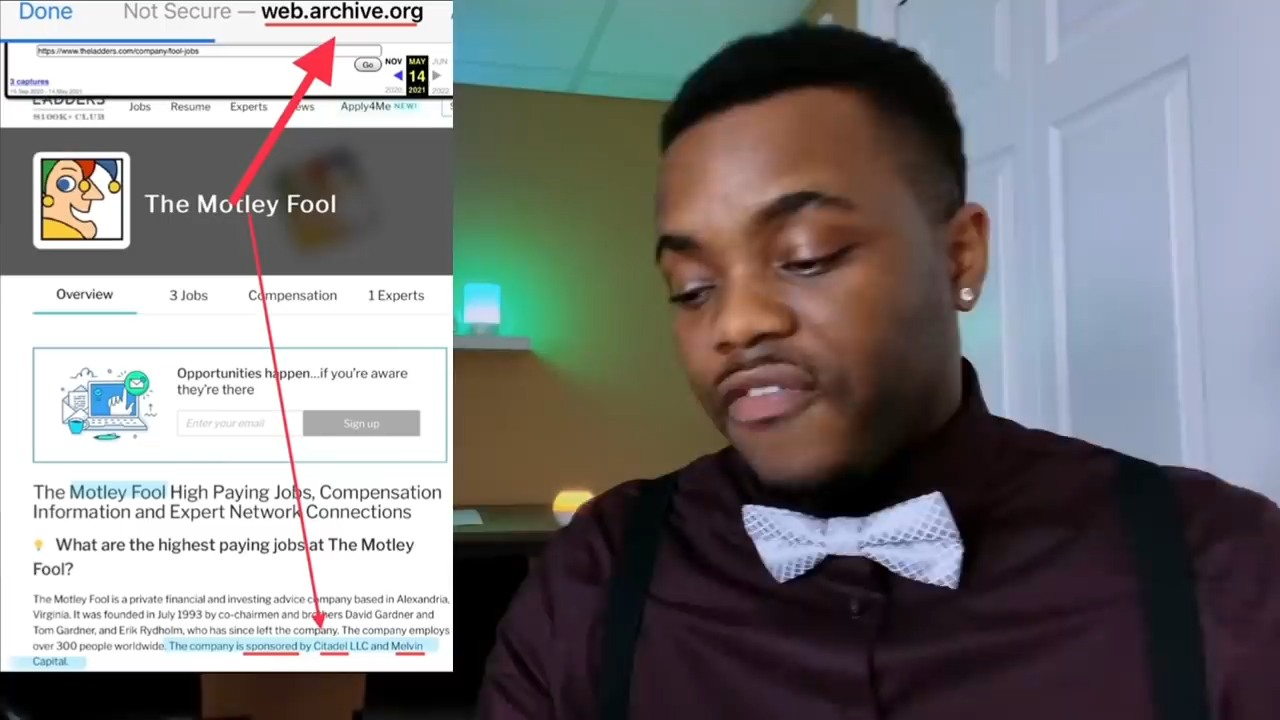 Done Not Secure — web.archive.org
https://www.theladders.com/company/fool-jobs
Go NOV MAY JUN
14
3 captures
2020 2021 2022
LADDERS Jobs Resume Experts News Apply4Me NEW!
$100K+ CLUB
The Motley Fool
Overview 3 Jobs Compensation 1 Experts
Opportunities happen...if you're aware
they're there
Enter your email Sign up
The Motley Fool High Paying Jobs, Compensation
Information and Expert Network Connections
What are the highest paying jobs at The Motley
Fool?
The Motley Fool is a private financial and investing advice company based in Alexandria,
Virginia. It was founded in July 1993 by co-chairmen and brothers David Gardner and
Tom Gardner, and Erik Rydholm, who has since left the company. The company employs
over 300 people worldwide. The company is sponsored by Citadel LLC and Melvin
Capital.